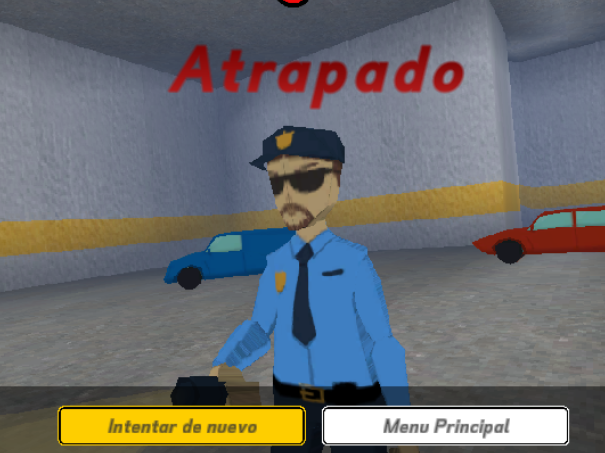 Atrapado
Intentar de nuevo
Menu Principal